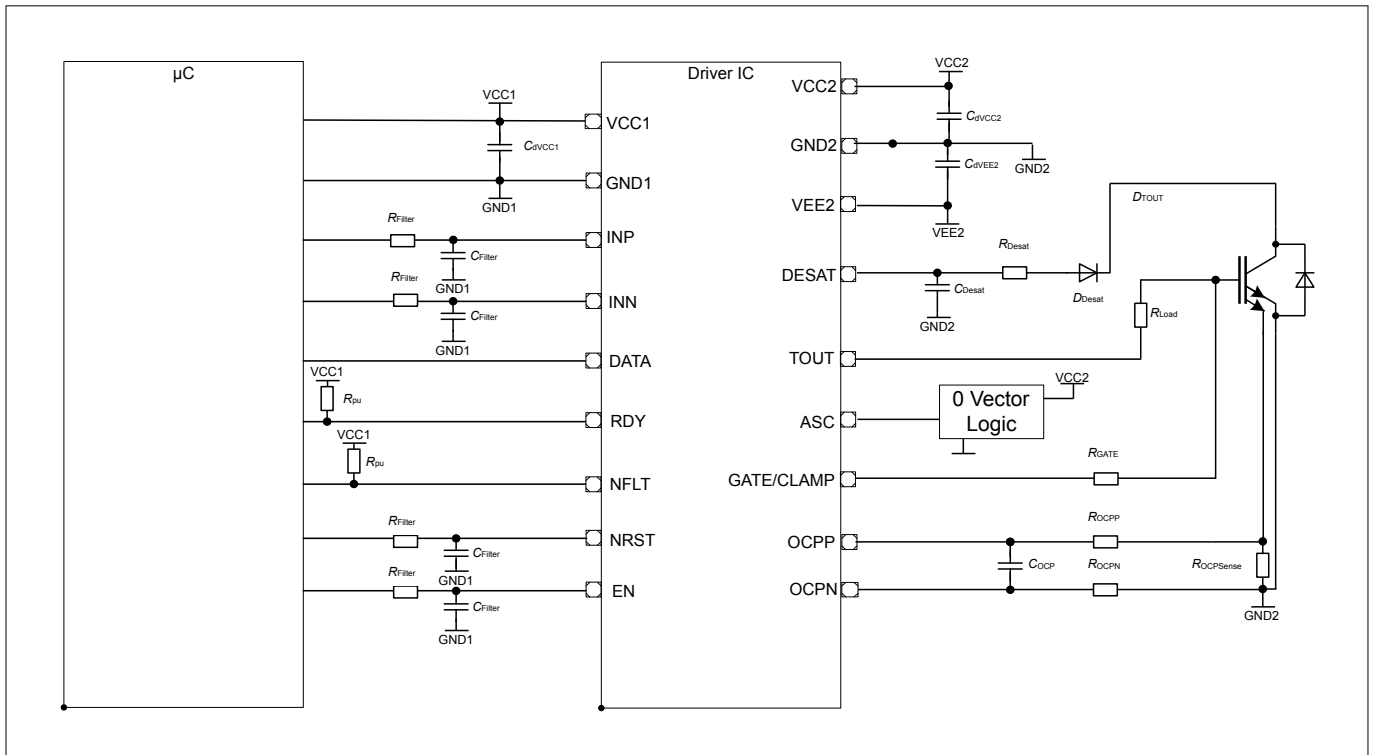 µC
Driver IC
VCC1
CdVCC1
GND1
VCC1
GND1
RFilter
CFilter
GND1
INP
RFilter
CFilter
GND1
INN
DATA
VCC1
Rpu
RDY
VCC1
Rpu
NFLT
RFilter
CFilter
GND1
NRST
RFilter
CFilter
GND1
EN
VCC2
VCC2
CdVCC2
GND2
GND2
CdVEE2
VEE2
VEE2
DTOUT
DESAT
RDesat
CDesat
DDesat
GND2
RLoad
TOUT
VCC2
ASC
0 Vector
Logic
GATE/CLAMP
RGATE
OCPP
ROCPP
COCP
ROCPN
ROCPSense
OCPN
GND2